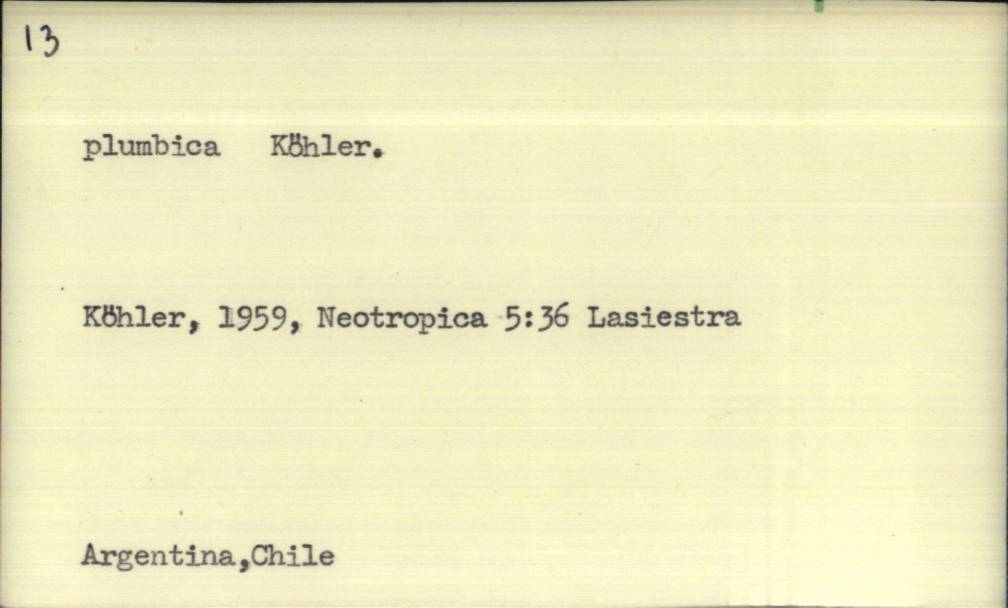 13
plumbica Köhler.
Köhler, 1959, Neotropica 5:36 Lasiestra
Argentina,Chile